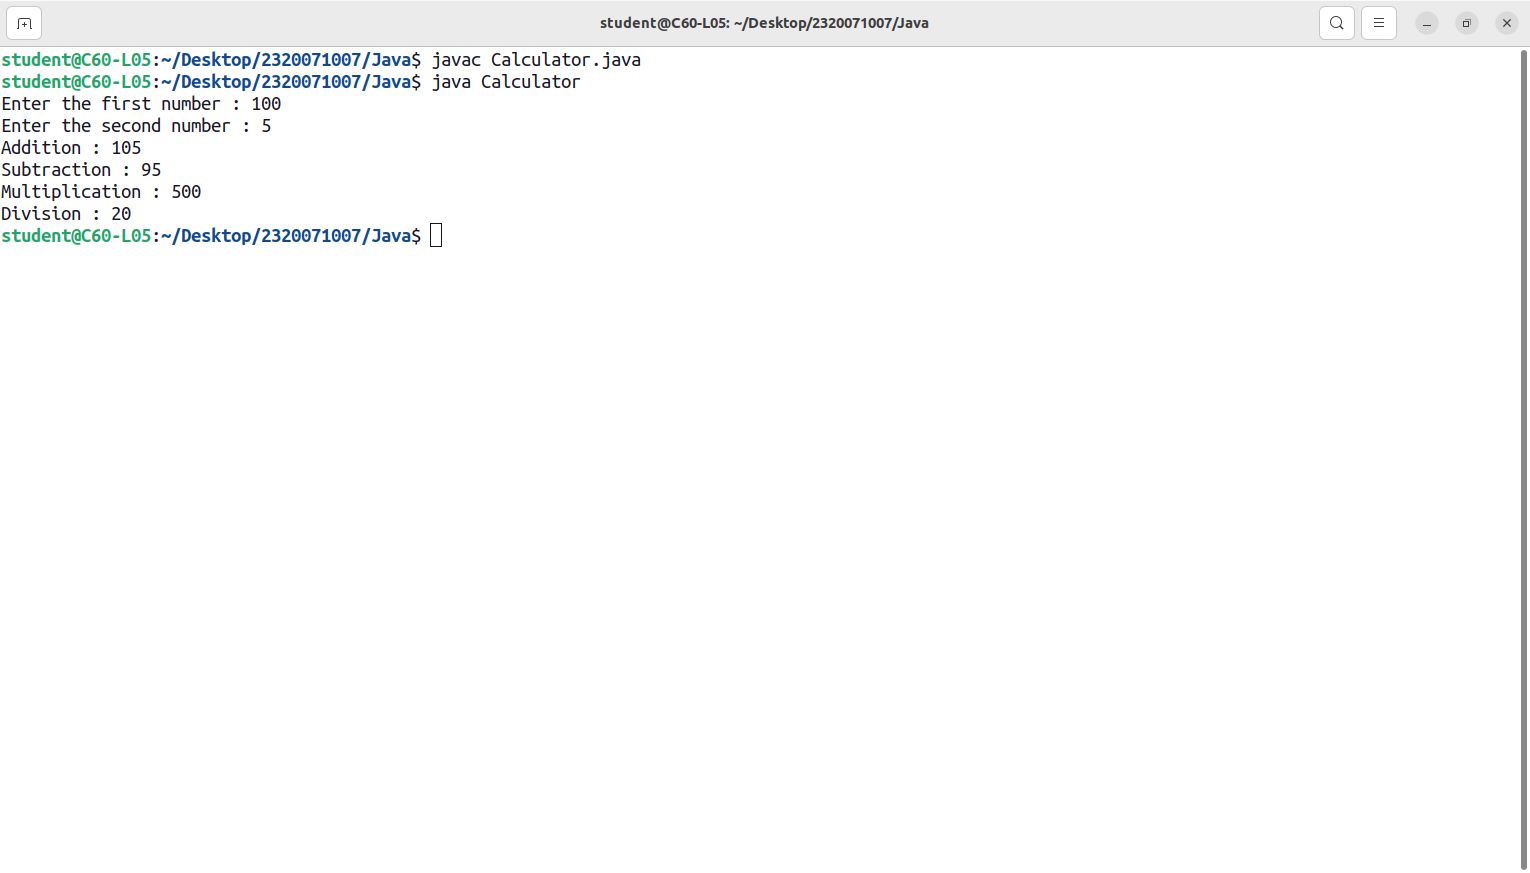 student@C60-L05: ~/Desktop/2320071007/Java
student@C60-L05:~/Desktop/2320071007/Java$ javac Calculator.java
student@C60-L05:~/Desktop/2320071007/Java$ java Calculator
Enter the first number : 100
Enter the second number : 5
Addition : 105
Subtraction : 95
Multiplication : 500
Division : 20
student@C60-L05:~/Desktop/2320071007/Java$